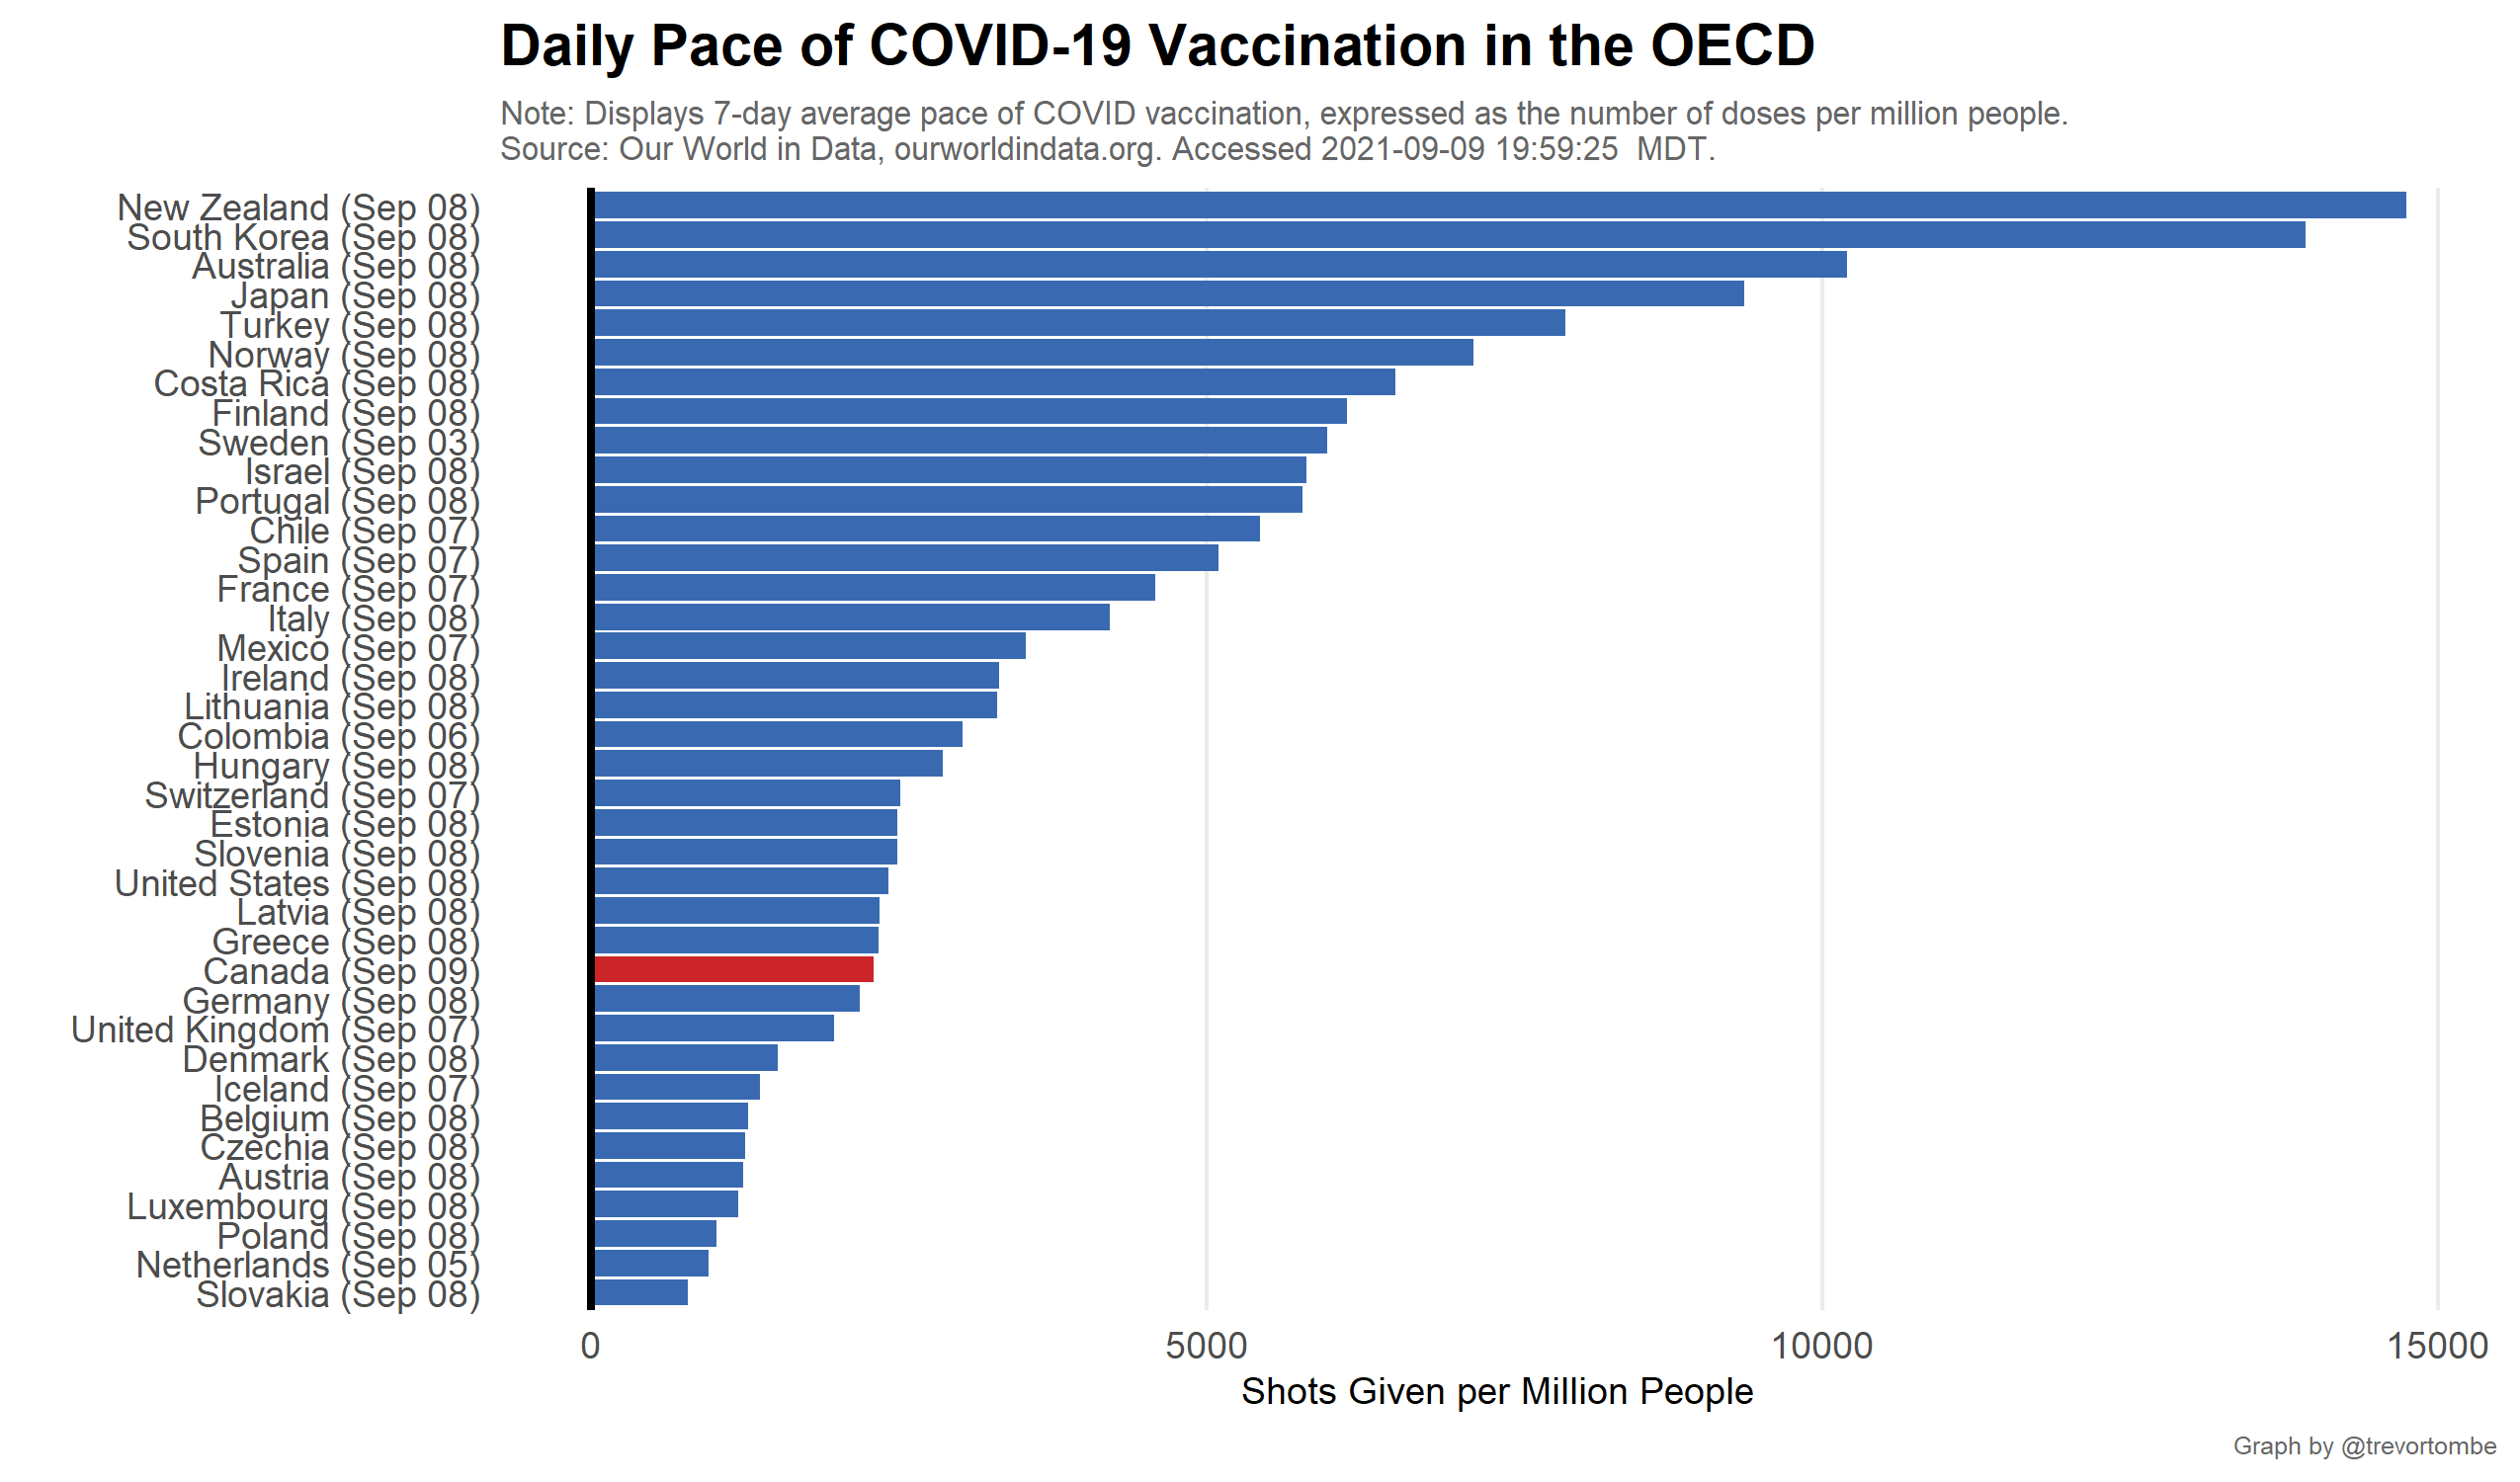 Daily Pace of COVID-19 Vaccination in the OECD
Note: Displays 7-day average pace of COVID vaccination, expressed as the number of doses per million people.
Source: Our World in Data, ourworldindata.org. Accessed 2021-09-09 19:59:25  MDT.
New Zealand (Sep 08)
South Korea (Sep 08)
Australia (Sep 08)
Japan (Sep 08)
Turkey (Sep 08)
Norway (Sep 08)
Costa Rica (Sep 08)
Finland (Sep 08)
Sweden (Sep 03)
Israel (Sep 08)
Portugal (Sep 08)
Chile (Sep 07)
Spain (Sep 07)
France (Sep 07)
Italy (Sep 08)
Mexico (Sep 07)
Ireland (Sep 08)
Lithuania (Sep 08)
Colombia (Sep 06)
Hungary (Sep 08)
Switzerland (Sep 07)
Estonia (Sep 08)
Slovenia (Sep 08)
United States (Sep 08)
Latvia (Sep 08)
Greece (Sep 08)
Canada (Sep 09)
Germany (Sep 08)
United Kingdom (Sep 07)
Denmark (Sep 08)
Iceland (Sep 07)
Belgium (Sep 08)
Czechia (Sep 08)
Austria (Sep 08)
Luxembourg (Sep 08)
Poland (Sep 08)
Netherlands (Sep 05)
Slovakia (Sep 08)
0 5000 10000 15000
Shots Given per Million People
Graph by @trevortombe